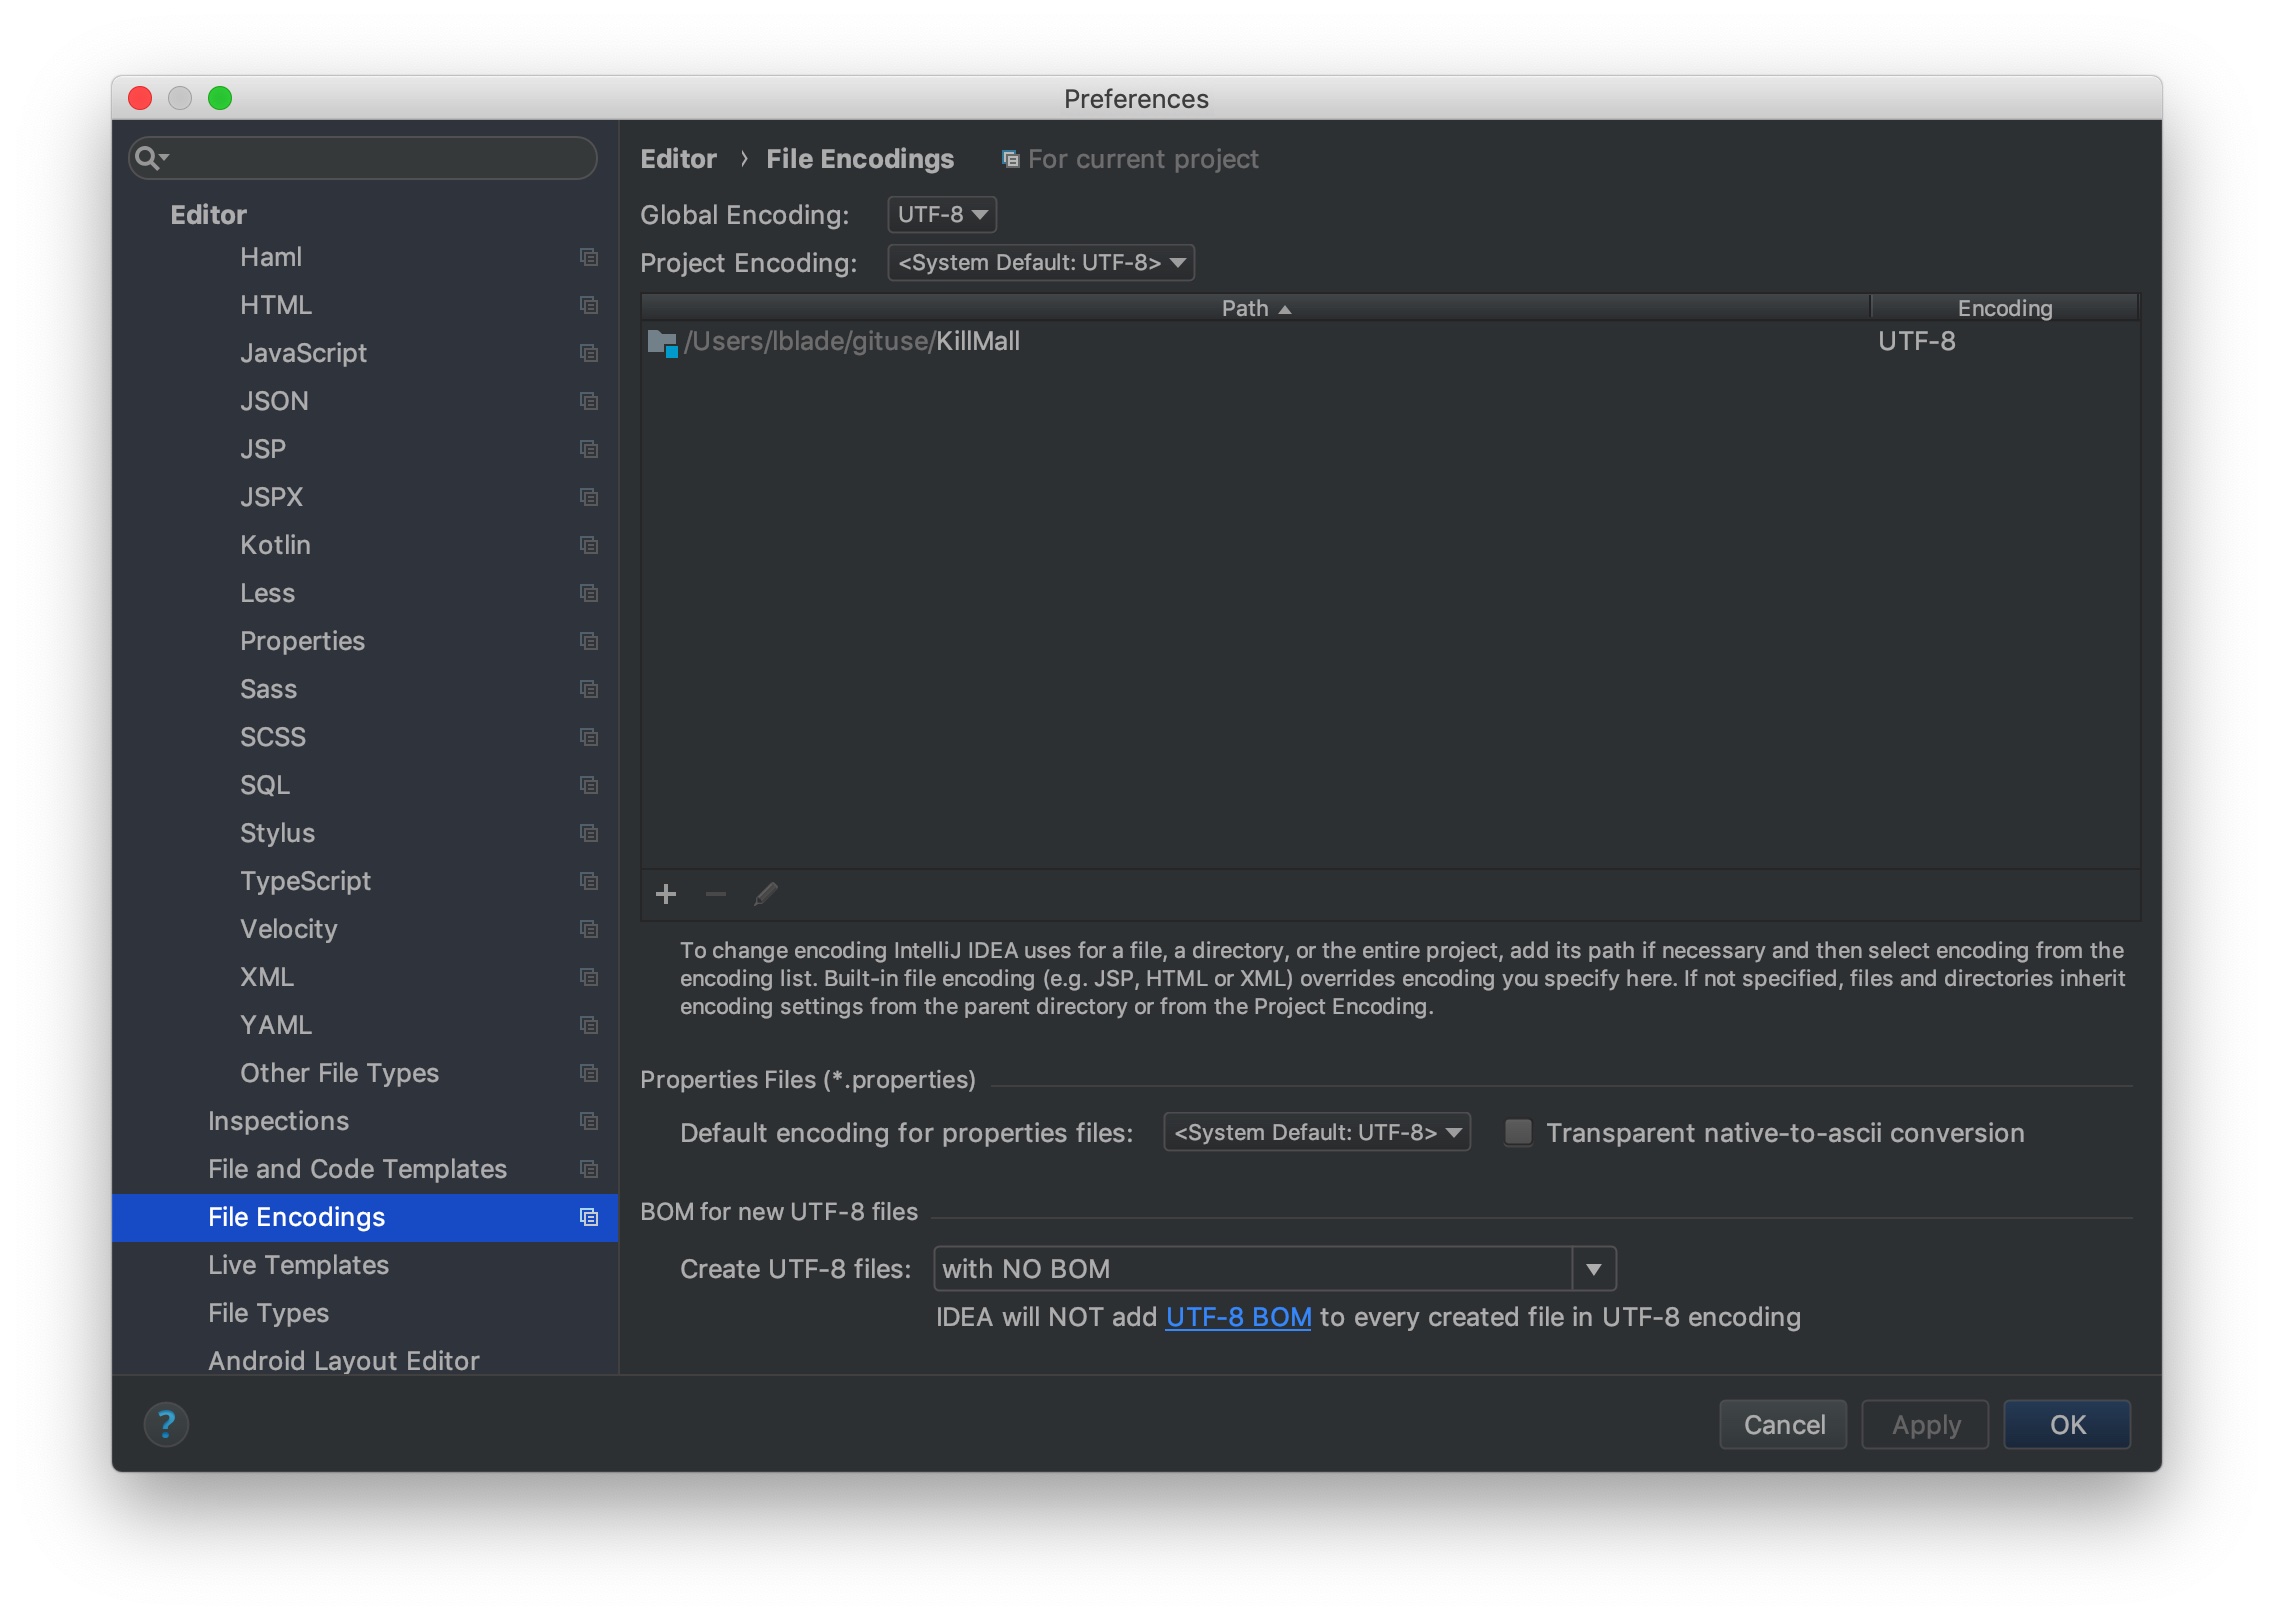 Preferences
Editor
Haml
HTML
JavaScript
JSON
JSP
JSPX
Kotlin
Less
Properties
Sass
SCSS
SQL
Stylus
TypeScript
Velocity
XML
YAML
Other File Types
Inspections
File and Code Templates
File Encodings
Live Templates
File Types
Android Layout Editor
Editor › File Encodings For current project
Global Encoding: UTF-8
Project Encoding: <System Default: UTF-8>
Path Encoding
/Users/lblade/gituse/KillMall UTF-8
To change encoding IntelliJ IDEA uses for a file, a directory, or the entire project, add its path if necessary and then select encoding from the
encoding list. Built-in file encoding (e.g. JSP, HTML or XML) overrides encoding you specify here. If not specified, files and directories inherit
encoding settings from the parent directory or from the Project Encoding.
Properties Files (*.properties)
Default encoding for properties files: <System Default: UTF-8> Transparent native-to-ascii conversion
BOM for new UTF-8 files
Create UTF-8 files: with NO BOM
IDEA will NOT add UTF-8 BOM to every created file in UTF-8 encoding
? Cancel Apply OK